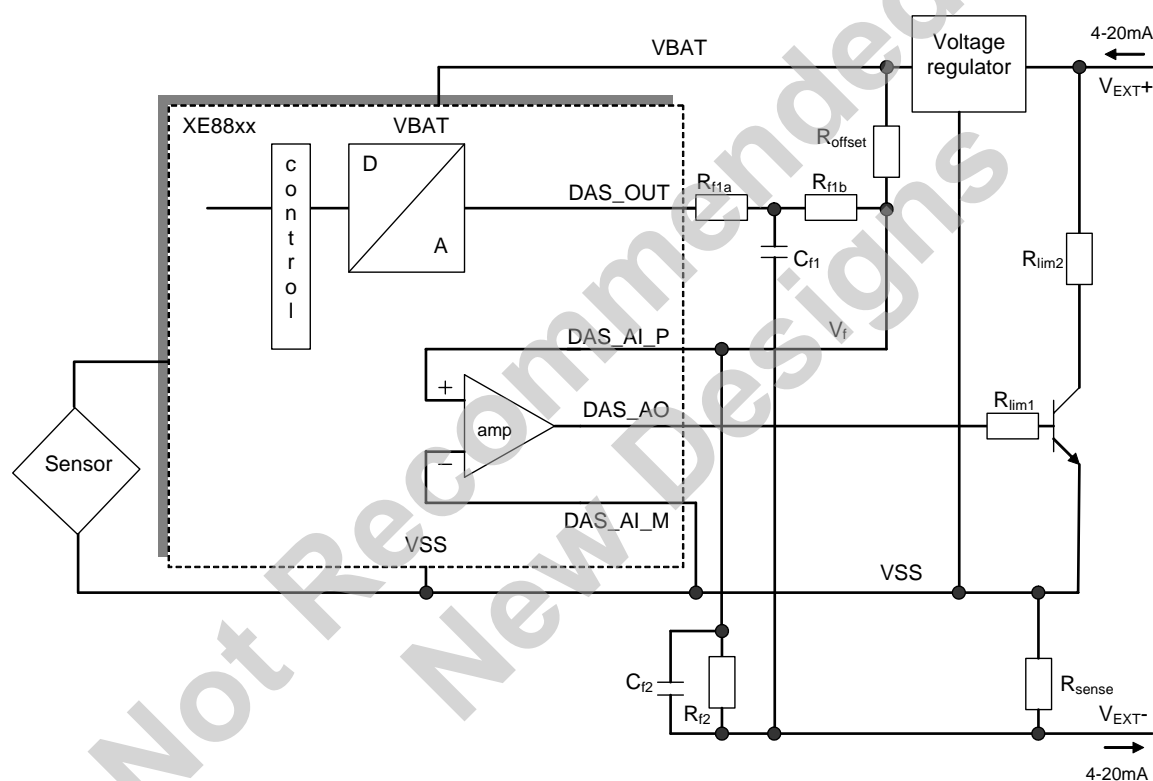 4-20mA
VBAT
Voltage
regulator
VEXT+
XE88xx
VBAT
Roffset
control
D
A
DAS_OUT
Rf1a
Rf1b
Cf1
Rlim2
DAS_AI_P
Vf
+
amp
–
DAS_AO
Rlim1
Sensor
DAS_AI_M
VSS
VSS
Cf2
Rf2
Rsense
VEXT-
4-20mA
Not Recommended
New Designs